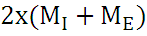 2x(M_I + M_E)